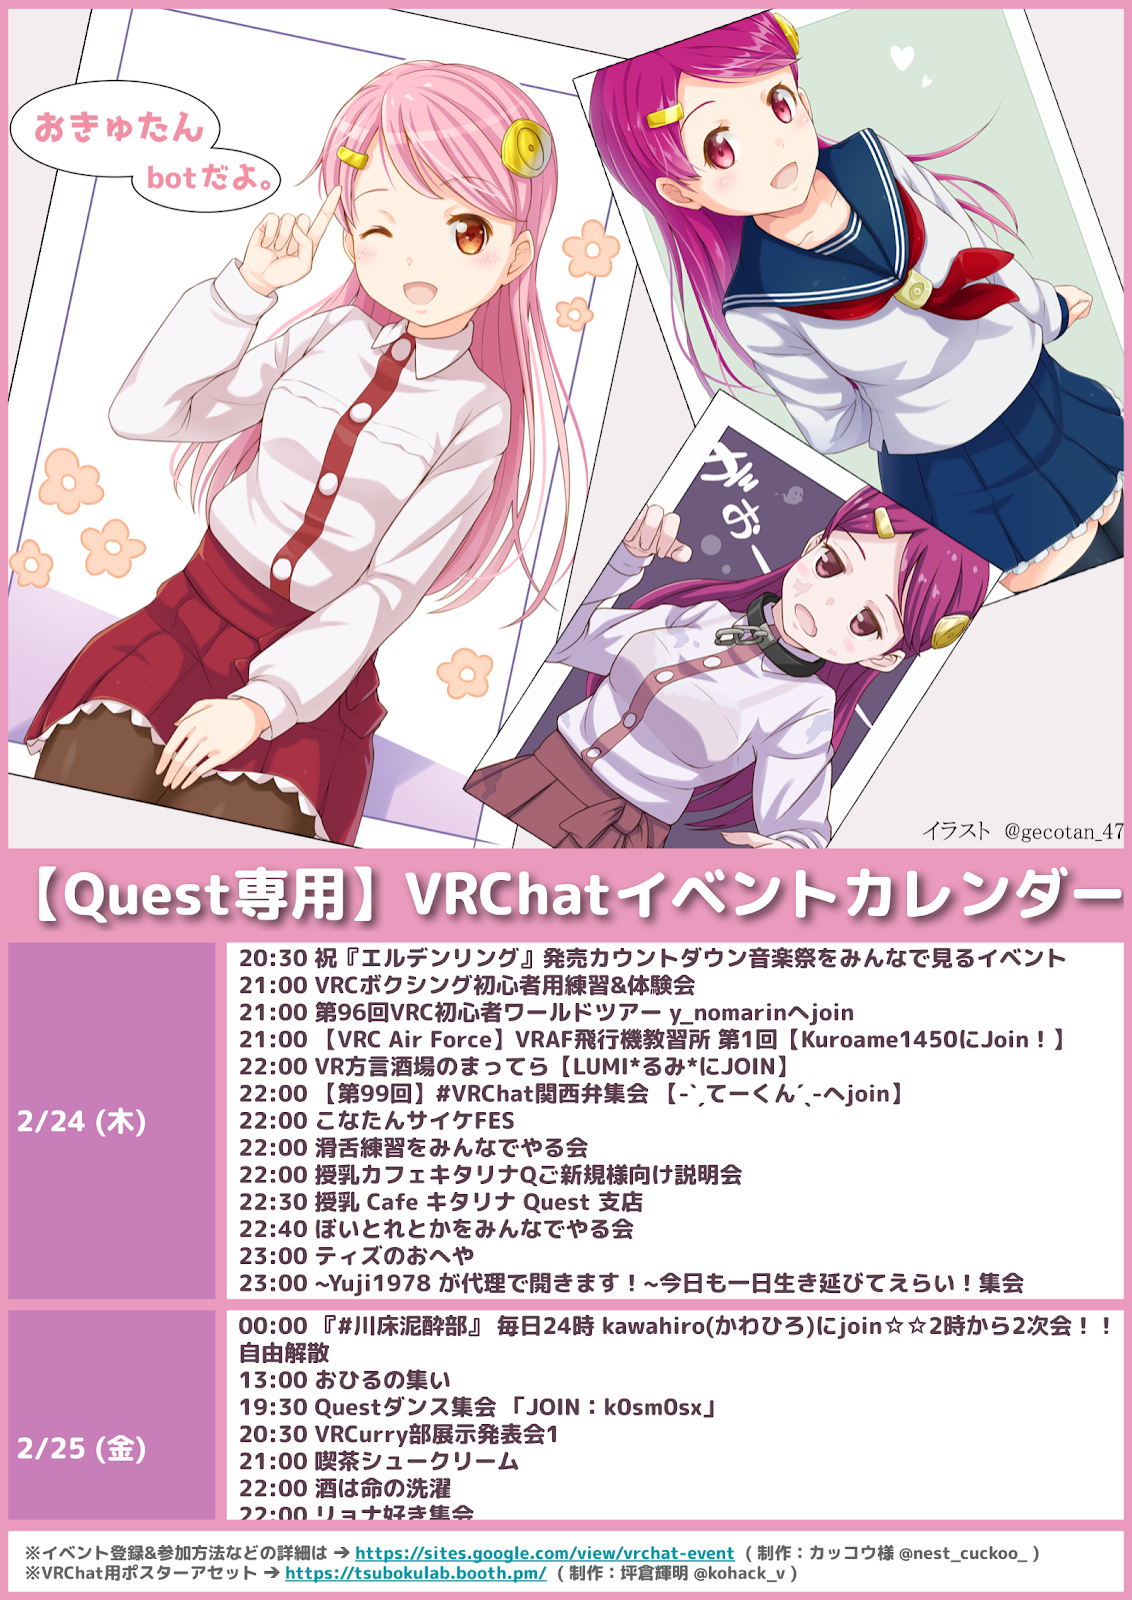 おきゅたん
botだよ。
がおー
イラスト @gecotan_47
【Quest専用】VRChatイベントカレンダー
2/24 (木)
20:30 祝『エルデンリング』発売カウントダウン音楽祭をみんなで見るイベント
21:00 VRCボクシング初心者用練習&体験会
21:00 第96回VRC初心者ワールドツアー y_nomarinへjoin
21:00 【VRC Air Force】VRAF飛行機教習所 第1回【Kuroame1450にJoin！】
22:00 VR方言酒場のまってら【LUMI*るみ*にJOIN】
22:00 【第99回】#VRChat関西弁集会 【-`ˏてーくんˊˎ-へjoin】
22:00 こなたんサイケFES
22:00 滑舌練習をみんなでやる会
22:00 授乳カフェキタリナQご新規様向け説明会
22:30 授乳 Cafe キタリナ Quest 支店
22:40 ぼいとれとかをみんなでやる会
23:00 ティズのおへや
23:00 ~Yuji1978 が代理で開きます！~今日も一日生き延びてえらい！集会
2/25 (金)
00:00 『#川床泥酔部』 毎日24時 kawahiro(かわひろ)にjoin☆☆2時から2次会！！
自由解散
13:00 おひるの集い
19:30 Questダンス集会 「JOIN：k0sm0sx」
20:30 VRCurry部展示発表会1
21:00 喫茶シュークリーム
22:00 酒は命の洗濯
22:00 リョナ好き集会
※イベント登録&参加方法などの詳細は ➔ https://sites.google.com/view/vrchat-event ( 制作：カッコウ様 @nest_cuckoo_ )
※VRChat用ポスターアセット ➔ https://tsubokulab.booth.pm/ ( 制作：坪倉輝明 @kohack_v )